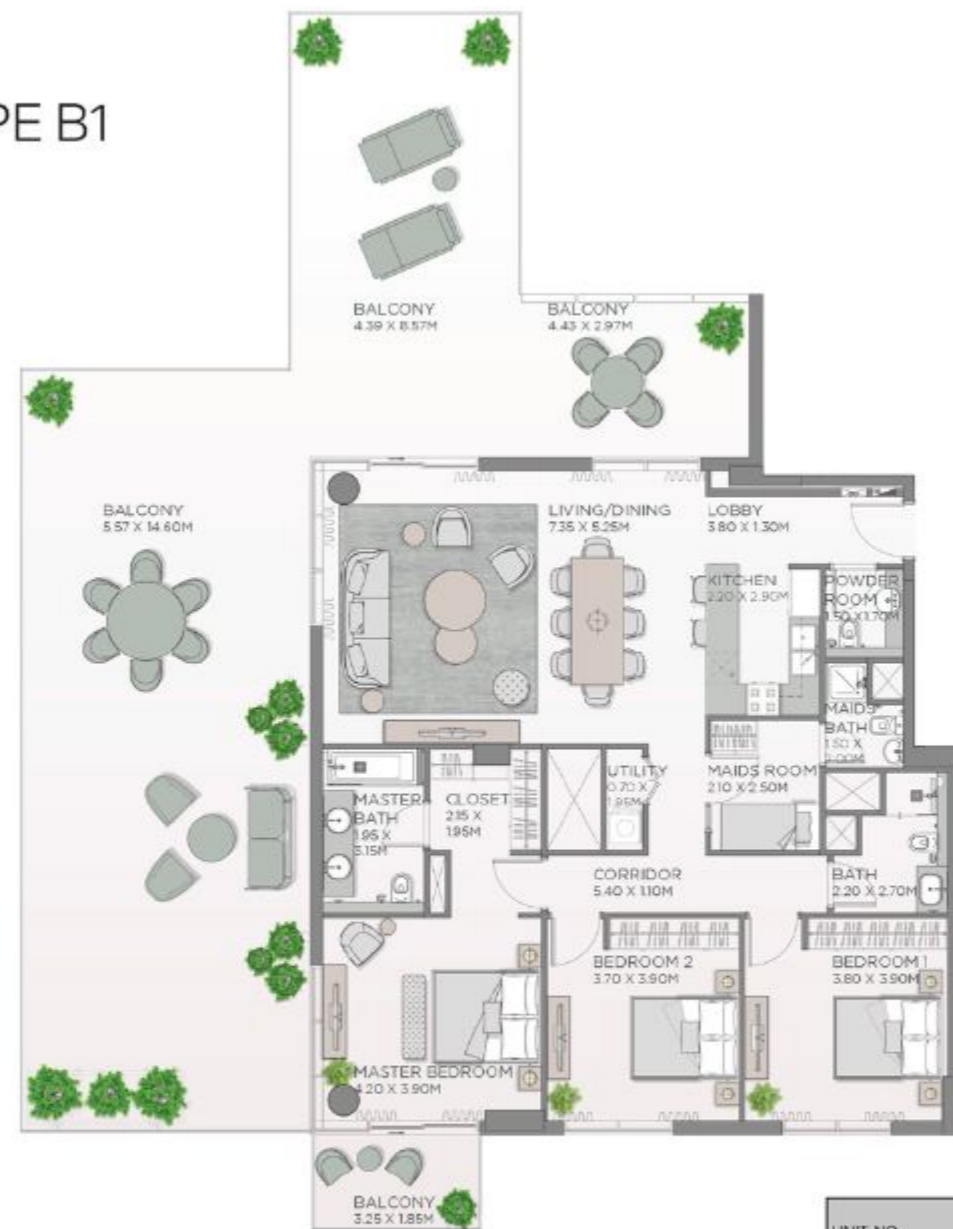 PE B1
BALCONY
4.39 X 8.57M
BALCONY
4.43 X 2.97M
BALCONY
5.57 X 14.60M
LIVING/DINING
7.35 X 5.25M
LOBBY
3.80 X 1.30M
KITCHEN
2.20 X 2.90M
POWDER
ROOM
1.50 X 1.70M
MAIDS
BATH
1.50 X
2.00M
UTILITY
0.70 X
1.95M
MAIDS ROOM
2.10 X 2.50M
MASTER
BATH
1.95 X
3.15M
CLOSET
2.15 X
1.95M
CORRIDOR
5.40 X 1.10M
BATH
2.20 X 2.70M
BEDROOM 2
3.70 X 3.90M
BEDROOM 1
3.80 X 3.90M
MASTER BEDROOM
4.20 X 3.90M
BALCONY
3.25 X 1.85M
UNIT NO